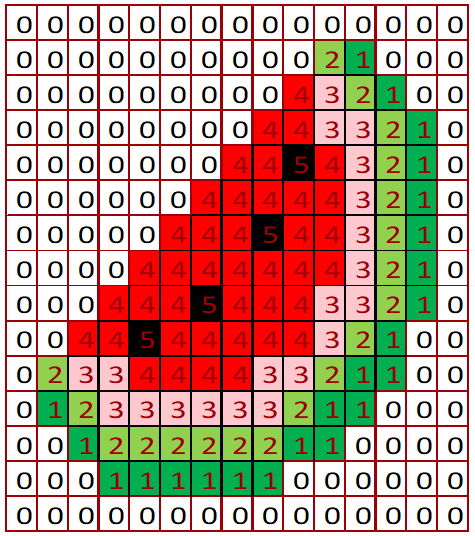 0 0 0 0 0 0 0 0 0 0 0 0 0 0 0
0 0 0 0 0 0 0 0 0 0 2 1 0 0 0
0 0 0 0 0 0 0 0 0 4 3 2 1 0 0
0 0 0 0 0 0 0 0 4 4 3 3 2 1 0
0 0 0 0 0 0 0 4 4 5 4 3 2 1 0
0 0 0 0 0 0 4 4 4 4 4 3 2 1 0
0 0 0 0 0 4 4 4 5 4 4 3 2 1 0
0 0 0 0 4 4 4 4 4 4 4 3 2 1 0
0 0 0 4 4 4 5 4 4 4 3 3 2 1 0
0 0 4 4 5 4 4 4 4 4 3 2 1 0 0
0 2 3 3 4 4 4 4 3 3 2 1 1 0 0
0 1 2 3 3 3 3 3 3 2 1 1 0 0 0
0 0 1 2 2 2 2 2 2 1 1 0 0 0 0
0 0 0 1 1 1 1 1 1 0 0 0 0 0 0
0 0 0 0 0 0 0 0 0 0 0 0 0 0 0